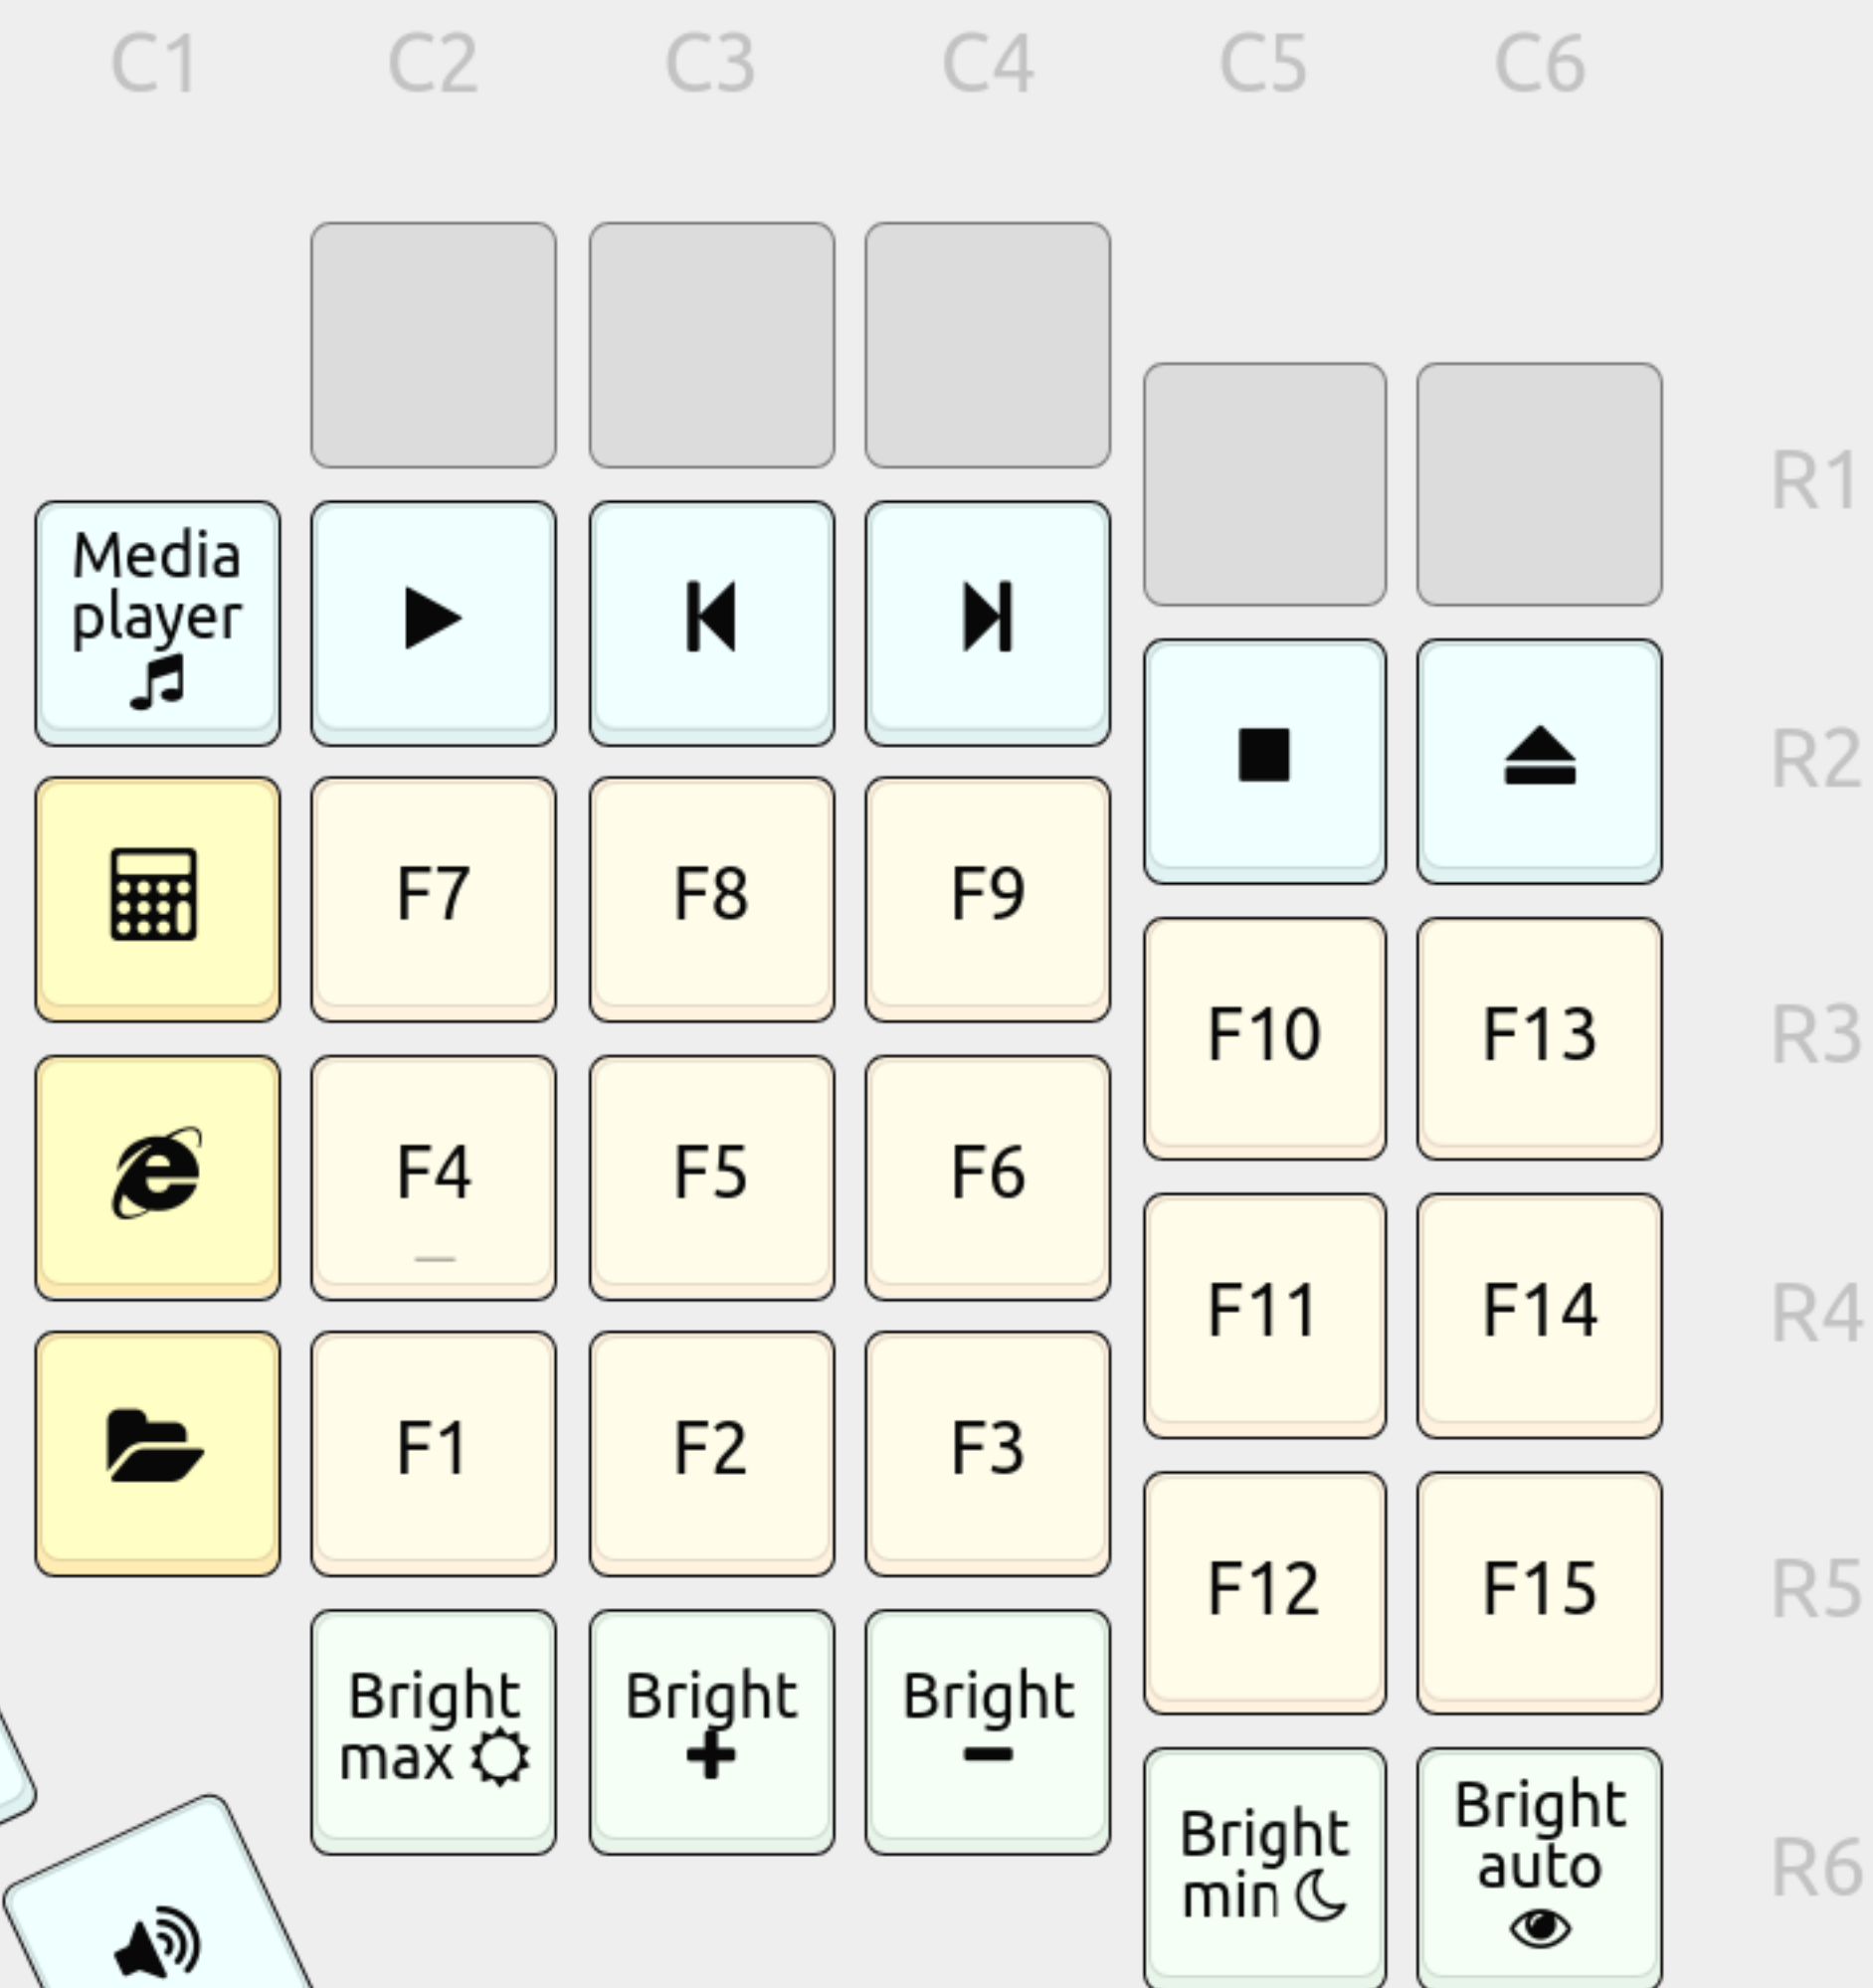 C1 C2 C3 C4 C5 C6
R1
Media
player
R2
F7 F8 F9
F10 F13
R3
F4 F5 F6
_
F11 F14
R4
F1 F2 F3
F12 F15
R5
Bright
max
Bright
+
Bright
-
Bright
min
Bright
auto
R6